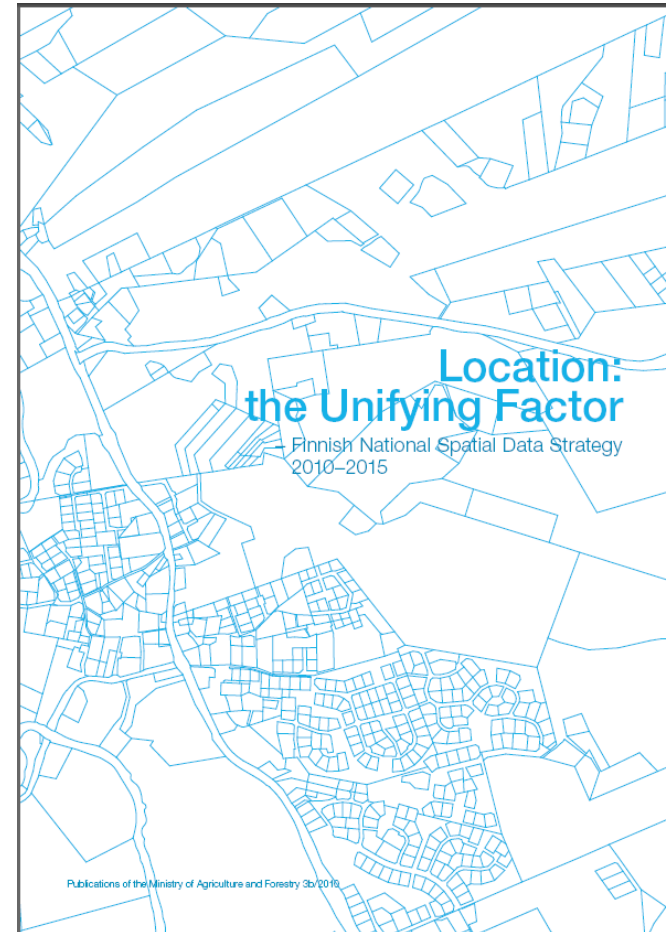 Location:
the Unifying Factor
– Finnish National Spatial Data Strategy
2010–2015
Publications of the Ministry of Agriculture and Forestry 3b/2010